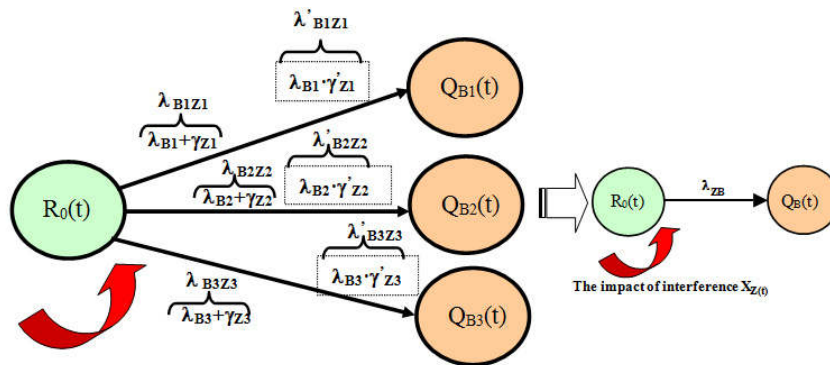 λ'B1Z1
λB1·γ'Z1
QB1(t)
λB1Z1
λB1+γZ1
λ'B2Z2
λB2Z2
λB2·γ'Z2
λB2+γZ2
R0(t)
QB2(t)
R0(t)
λZB
QB(t)
λ'B3Z3
λB3·γ'Z3
λB3Z3
λB3+γZ3
QB3(t)
The impact of interference XZ(t)